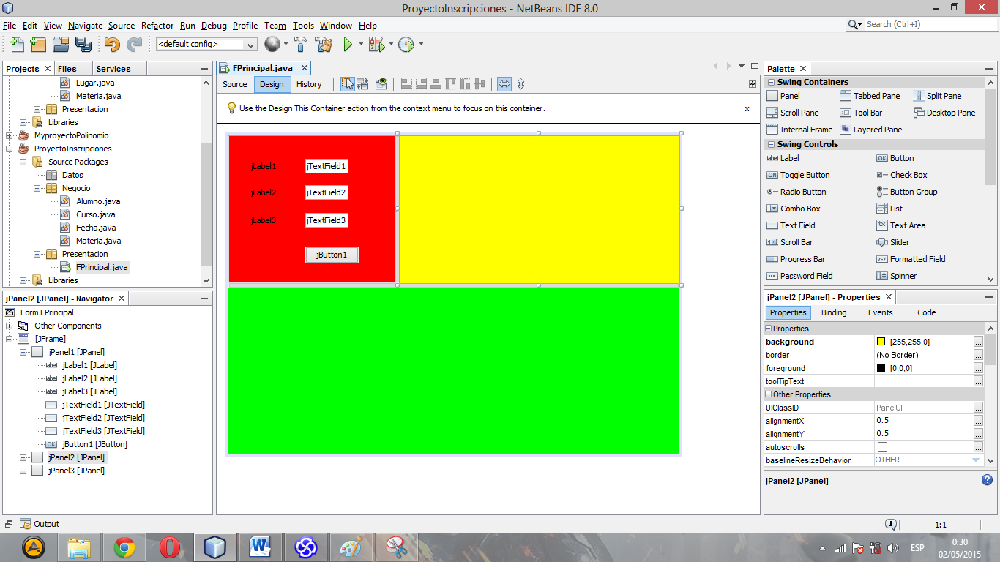 ProyectoInscripciones - NetBeans IDE 8.0
File Edit View Navigate Source Refactor Run Debug Profile Team Tools Window Help
Search (Ctrl+I)
<default config>
Projects Files Services
Lugar.java
Materia.java
Presentacion
Libraries
MyproyectoPolinomio
ProyectoInscripciones
Source Packages
Datos
Negocio
Alumno.java
Curso.java
Fecha.java
Materia.java
Presentacion
FPrincipal.java
Libraries
jPanel2 [JPanel] - Navigator
Form FPrincipal
Other Components
[JFrame]
jPanel1 [JPanel]
label jLabel1 [JLabel]
label jLabel2 [JLabel]
label jLabel3 [JLabel]
jTextField1 [JTextField]
jTextField2 [JTextField]
jTextField3 [JTextField]
OK jButton1 [JButton]
jPanel2 [JPanel]
jPanel3 [JPanel]
Output
FPrincipal.java
Source Design History
Use the Design This Container action from the context menu to focus on this container. x
jLabel1 jTextField1
jLabel2 jTextField2
jLabel3 jTextField3
jButton1
Palette
Swing Containers
Panel Tabbed Pane Split Pane
Scroll Pane Tool Bar Desktop Pane
Internal Frame Layered Pane
Swing Controls
label Label OK Button
ON Toggle Button Check Box
Radio Button Button Group
Combo Box List
Text Field Text Area
Scroll Bar Slider
Progress Bar Formatted Field
Password Field Spinner
jPanel2 [JPanel] - Properties
Properties Binding Events Code
Properties
background [255,255,0] ...
border (No Border) ...
foreground [0,0,0] ...
toolTipText ...
Other Properties
UIClassID PanelUI ...
alignmentX 0.5 ...
alignmentY 0.5 ...
autoscrolls ...
baselineResizeBehavior OTHER
jPanel2 [JPanel]
1 1:1
ESP
0:30
02/05/2015